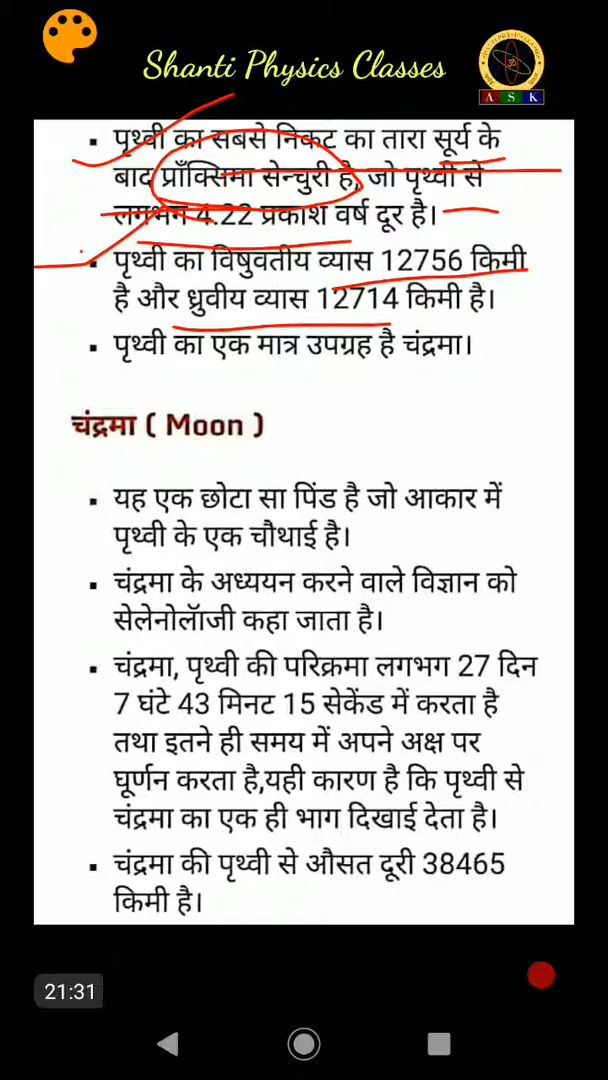 Shanti Physics Classes
A S K
पृथ्वी का सबसे निकट का तारा सूर्य के
बाद प्रॉक्सिमा सेन्चुरी है, जो पृथ्वी से
लगभग 4.22 प्रकाश वर्ष दूर है।
पृथ्वी का विषुवतीय व्यास 12756 किमी
है और ध्रुवीय व्यास 12714 किमी है।
पृथ्वी का एक मात्र उपग्रह है चंद्रमा।
चंद्रमा ( Moon )
यह एक छोटा सा पिंड है जो आकार में
पृथ्वी के एक चौथाई है।
चंद्रमा के अध्ययन करने वाले विज्ञान को
सेलेनोलॉजी कहा जाता है।
चंद्रमा, पृथ्वी की परिक्रमा लगभग 27 दिन
7 घंटे 43 मिनट 15 सेकेंड में करता है
तथा इतने ही समय में अपने अक्ष पर
घूर्णन करता है,यही कारण है कि पृथ्वी से
चंद्रमा का एक ही भाग दिखाई देता है।
चंद्रमा की पृथ्वी से औसत दूरी 38465
किमी है।
21:31